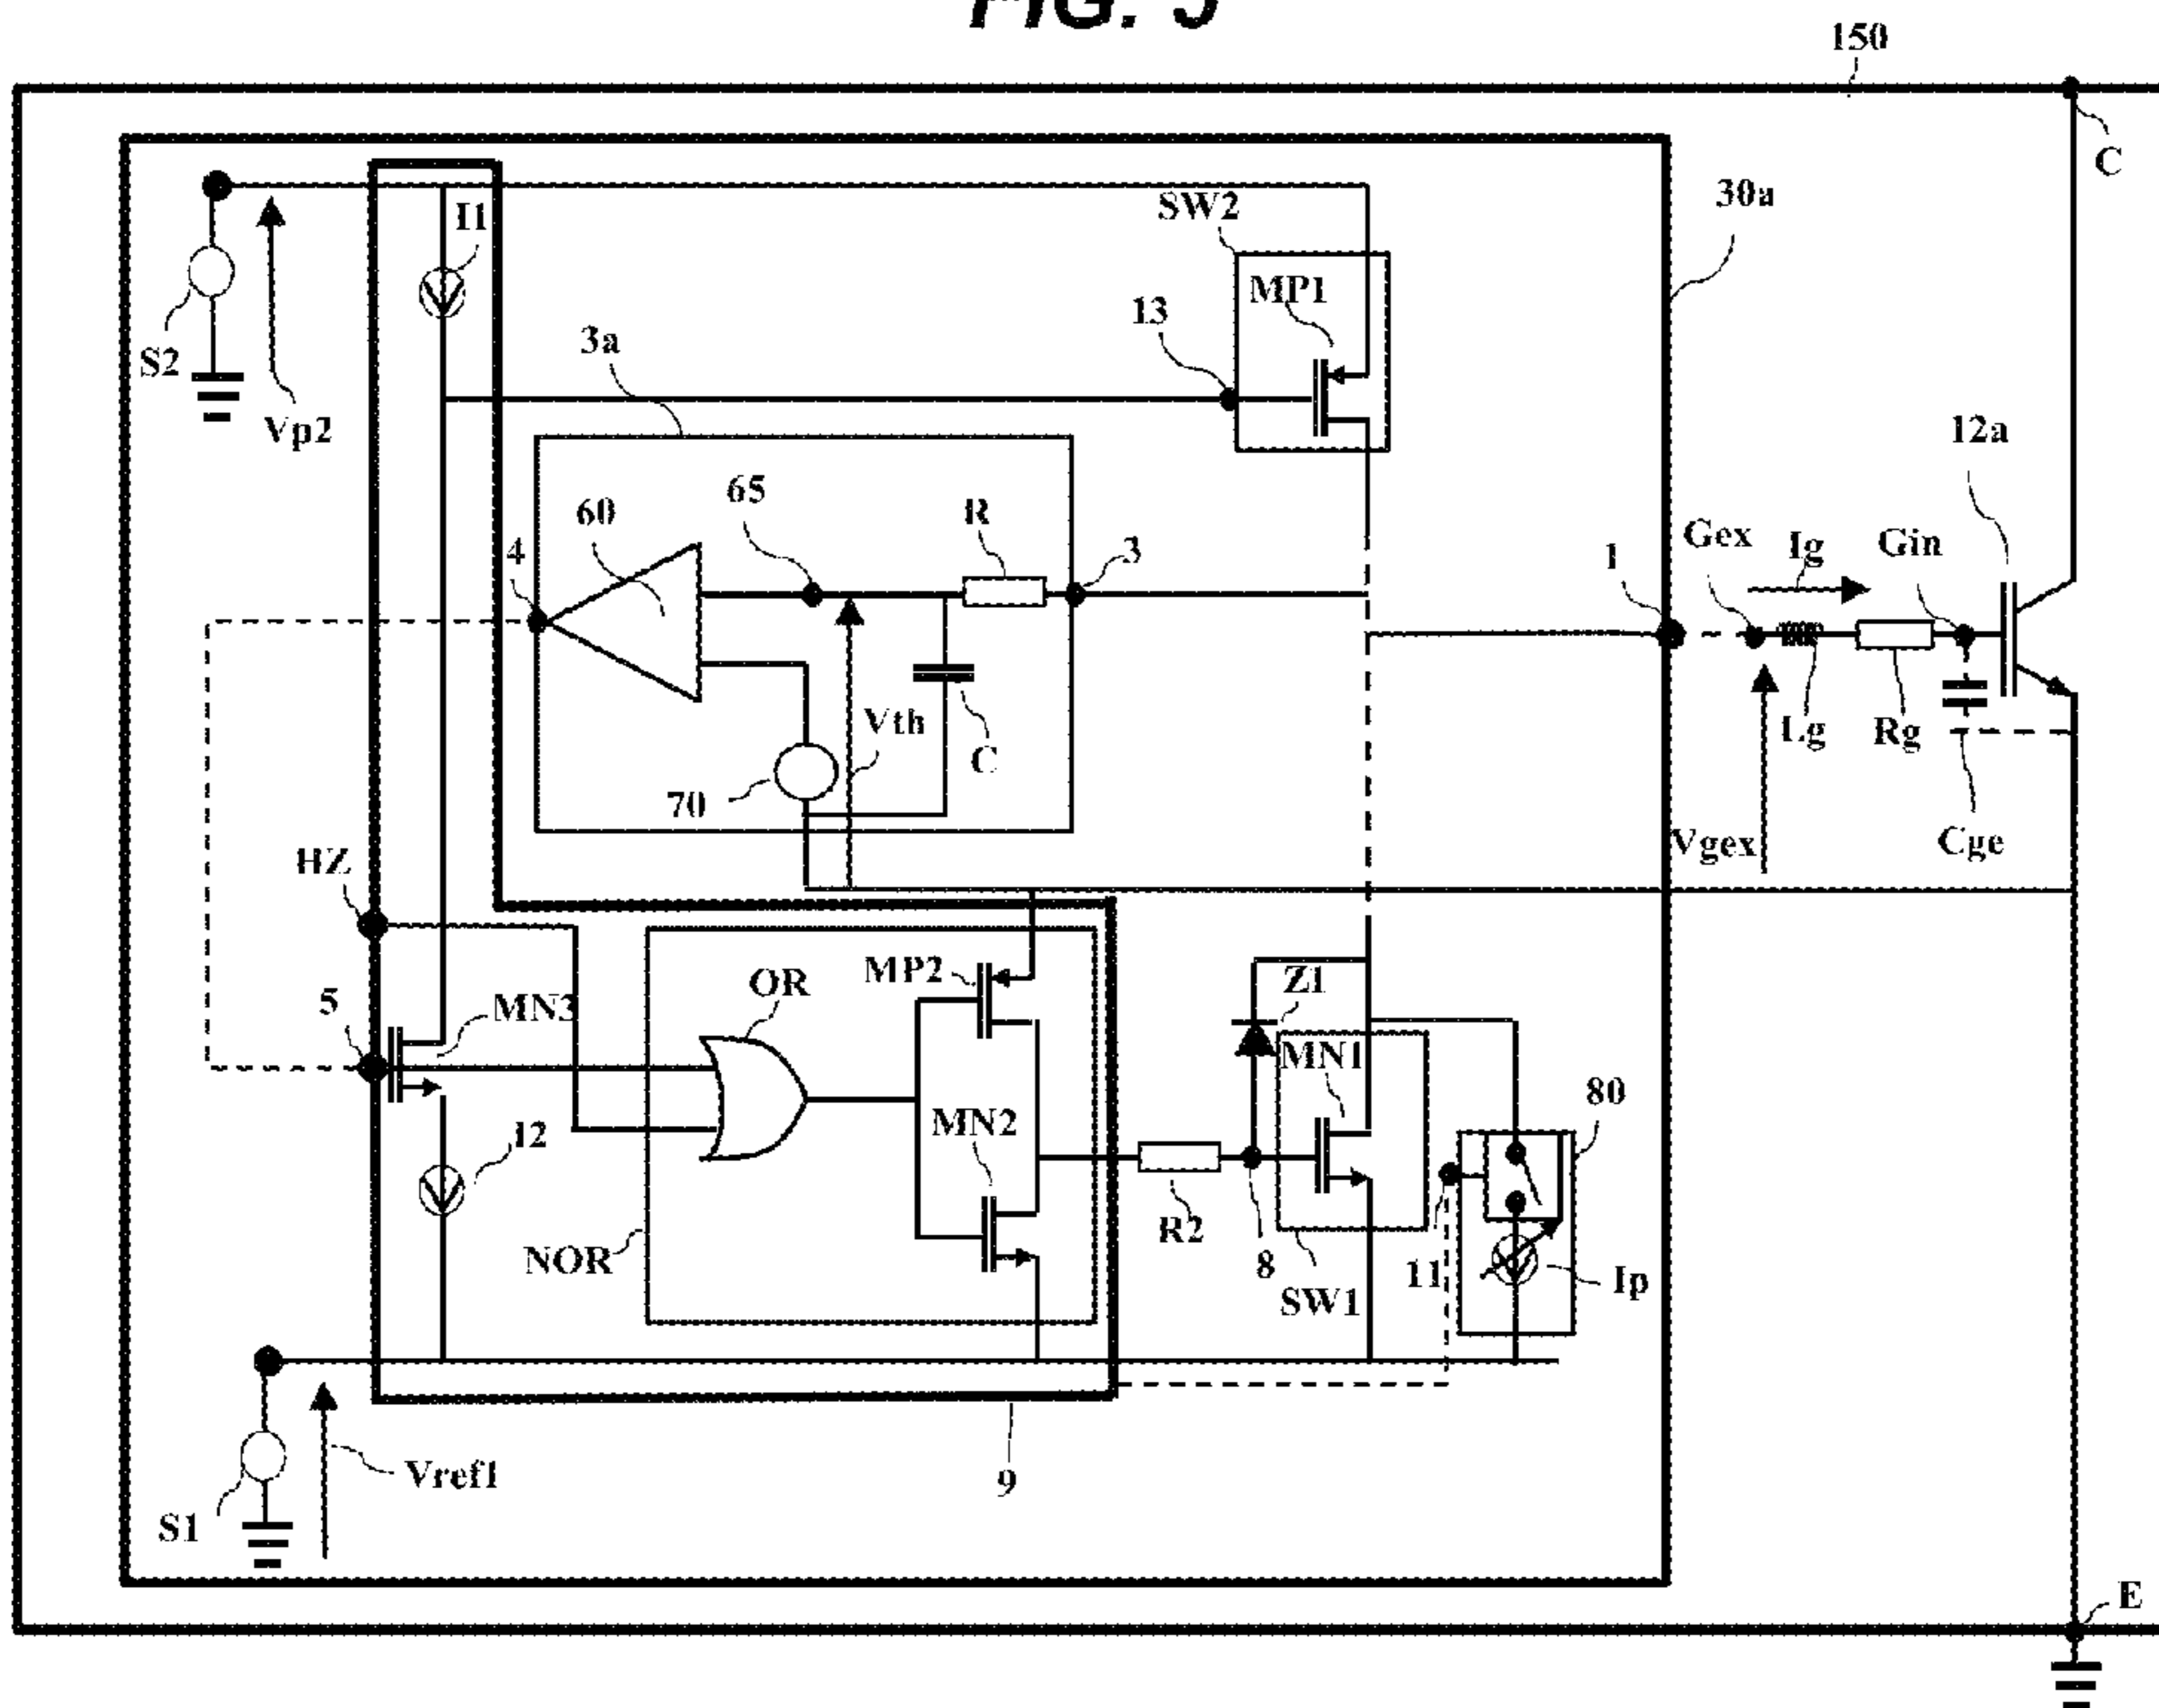 FIG. 5
150
C
30a
SW2
I1
MP1
13
S2
3a
Vp2
12a
65
60
R
4
3
1
Gex
Ig
Gin
Vth
C
70
Lg
Rg
Vgex
Cge
HZ
MP2
OR
Z1
5
MN3
MN1
80
MN2
I2
R2
NOR
8
11
Ip
SW1
Vref1
9
S1
E